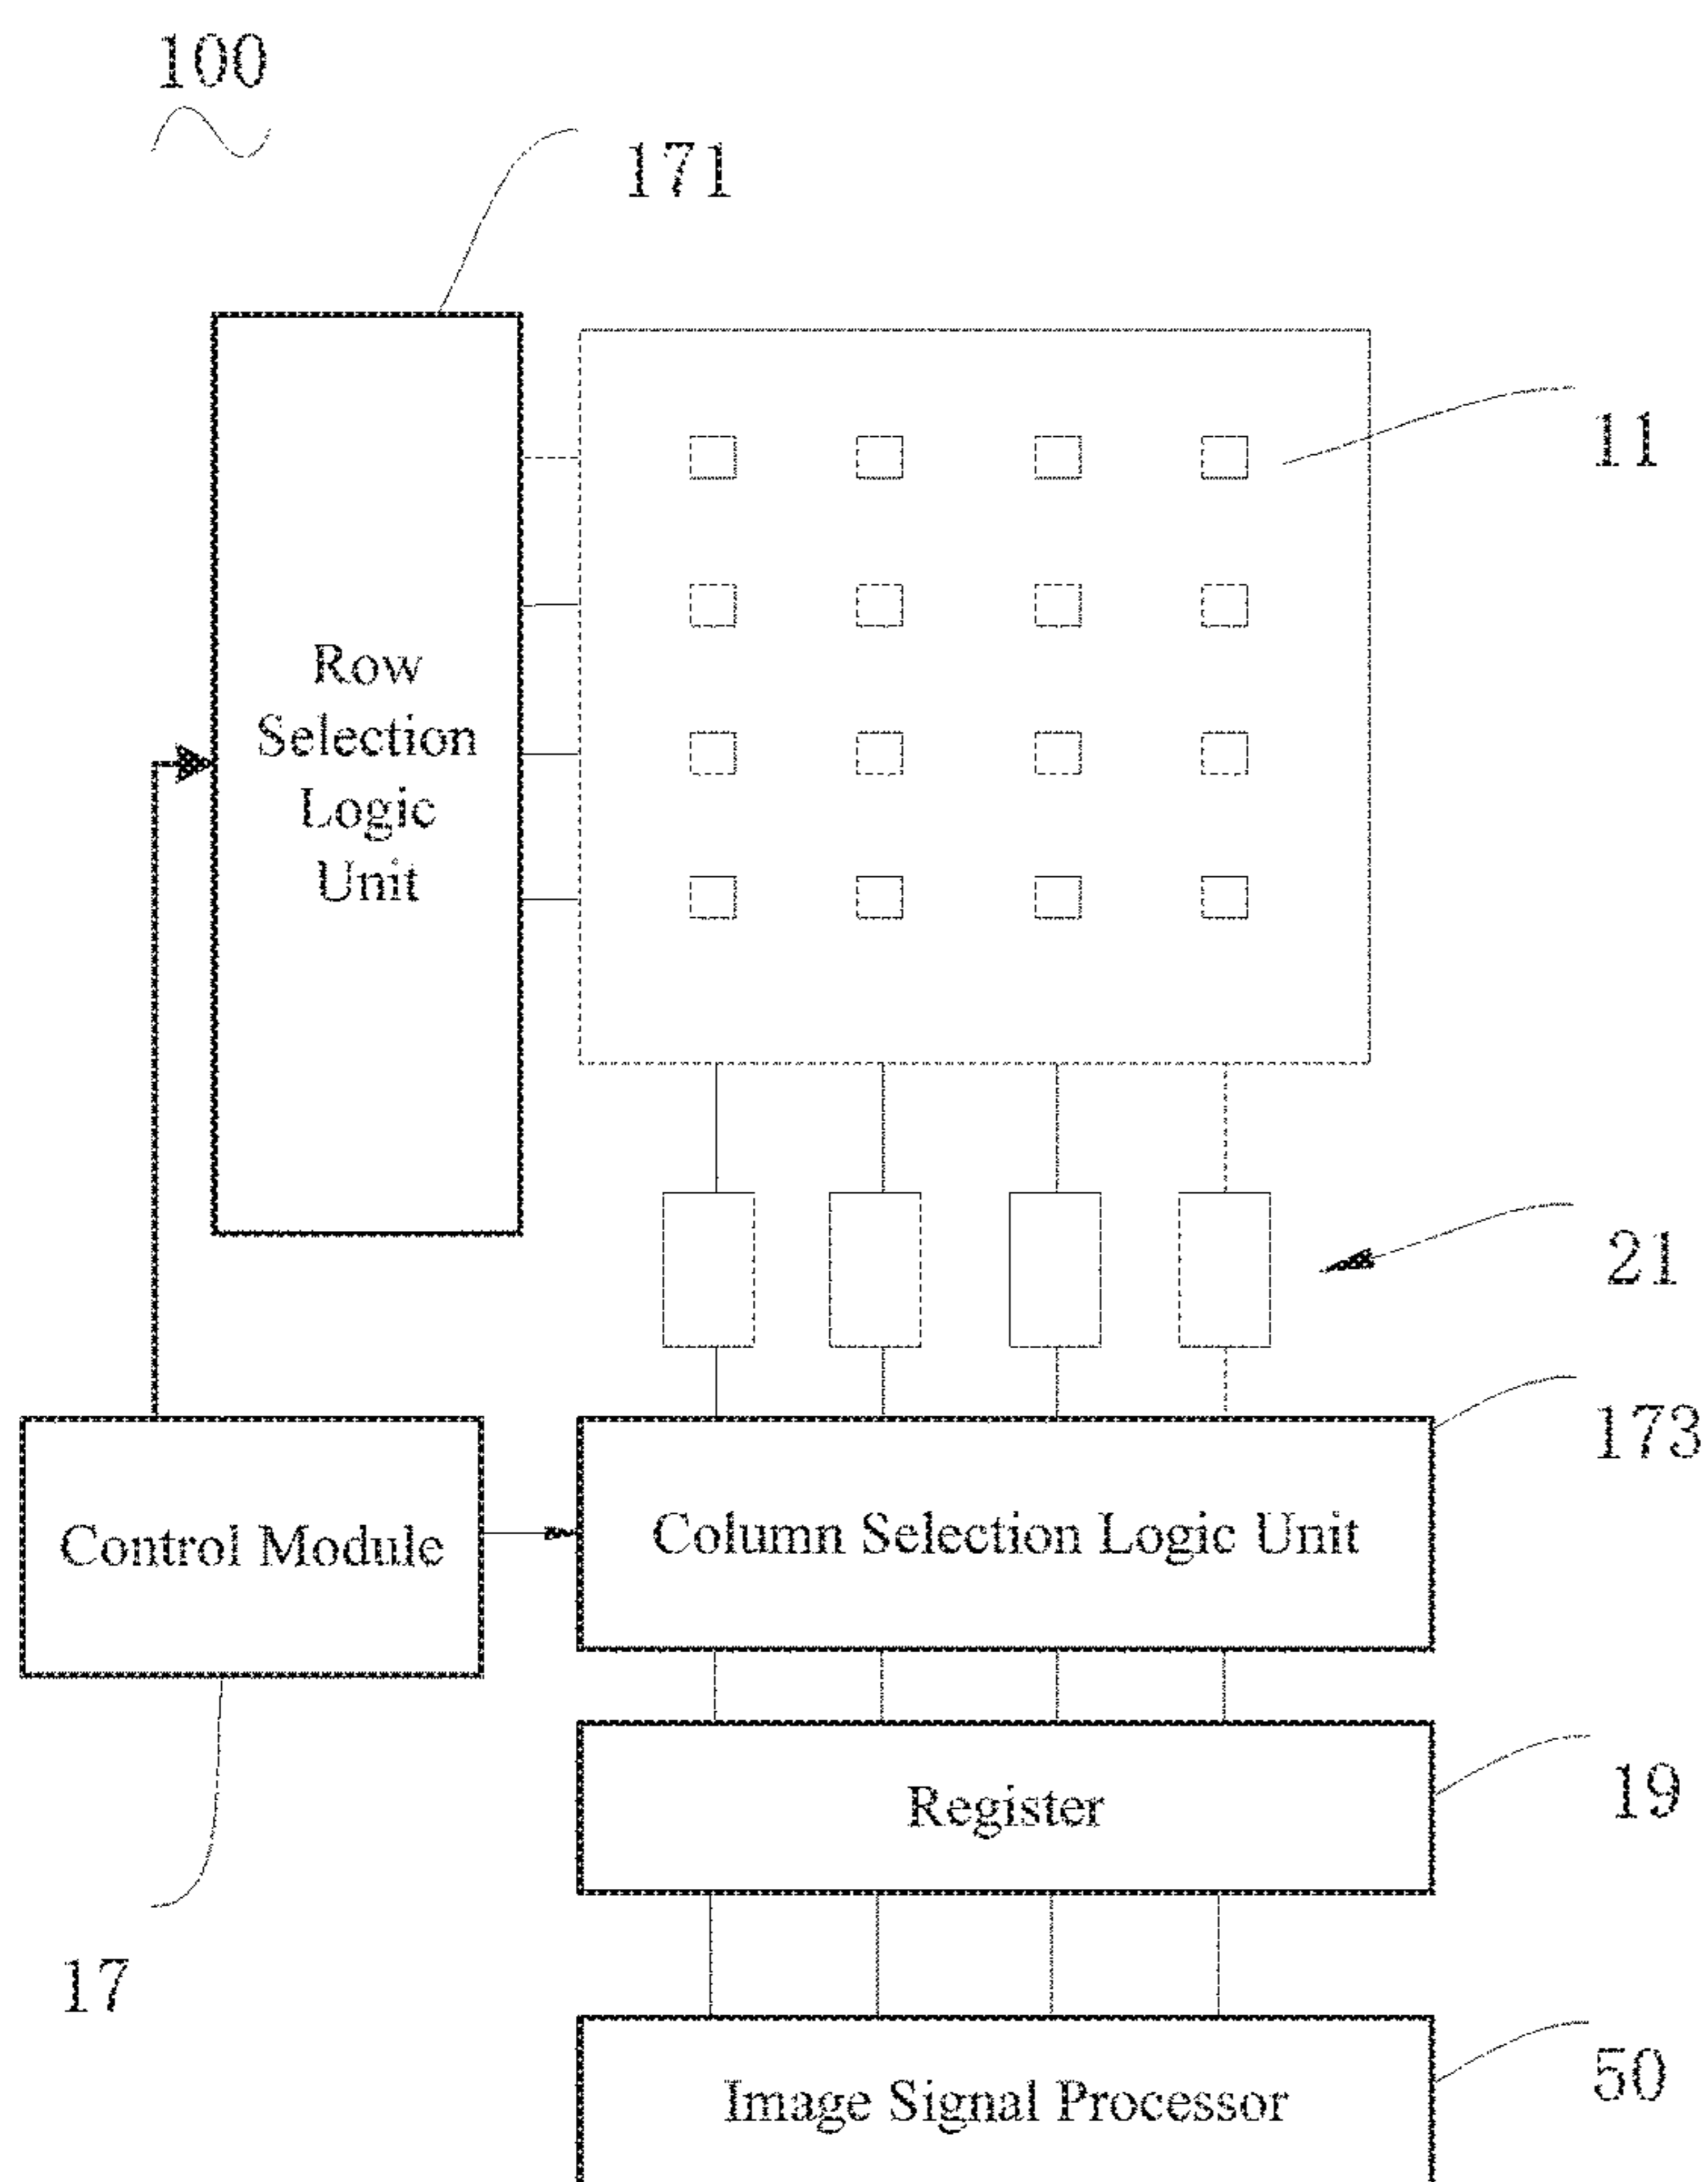 100
171
11
Row
Selection
Logic
Unit
21
173
Control Module
Column Selection Logic Unit
19
Register
17
50
Image Signal Processor